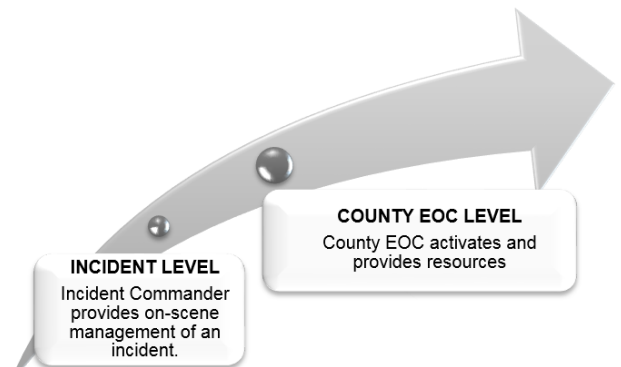 COUNTY EOC LEVEL
County EOC activates and
provides resources
INCIDENT LEVEL
Incident Commander
provides on-scene
management of an
incident.